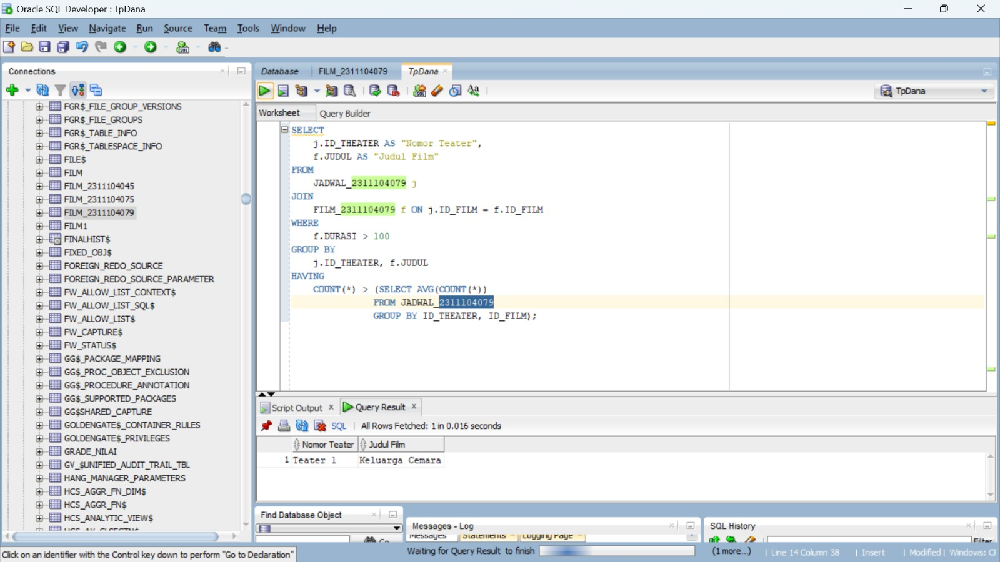 Oracle SQL Developer : TpDana
File Edit View Navigate Run Source Team Tools Window Help
Connections
FGR$_FILE_GROUP_VERSIONS
FGR$_FILE_GROUPS
FGR$_TABLE_INFO
FGR$_TABLESPACE_INFO
FILE$
FILM
FILM_2311104045
FILM_2311104075
FILM_2311104079
FILM1
FINALHIST$
FIXED_OBJ$
FOREIGN_REDO_SOURCE
FOREIGN_REDO_SOURCE_PARAMETER
FW_ALLOW_LIST_CONTEXT$
FW_ALLOW_LIST_SQL$
FW_ALLOW_LIST$
FW_CAPTURE$
FW_STATUS$
GG$_PACKAGE_MAPPING
GG$_PROC_OBJECT_EXCLUSION
GG$_PROCEDURE_ANNOTATION
GG$_SUPPORTED_PACKAGES
GG$SHARED_CAPTURE
GOLDENGATE$_CONTAINER_RULES
GOLDENGATE$_PRIVILEGES
GRADE_NILAI
GV_$UNIFIED_AUDIT_TRAIL_TBL
HANG_MANAGER_PARAMETERS
HCS_AGGR_FN_DIM$
HCS_AGGR_FN$
HCS_ANALYTIC_VIEW$
Database FILM_2311104079 TpDana
TpDana
Worksheet Query Builder
SELECT
j.ID_THEATER AS "Nomor Teater",
f.JUDUL AS "Judul Film"
FROM
JADWAL_2311104079 j
JOIN
FILM_2311104079 f ON j.ID_FILM = f.ID_FILM
WHERE
f.DURASI > 100
GROUP BY
j.ID_THEATER, f.JUDUL
HAVING
COUNT(*) > (SELECT AVG(COUNT(*))
FROM JADWAL_2311104079
GROUP BY ID_THEATER, ID_FILM);
Script Output Query Result
SQL All Rows Fetched: 1 in 0.016 seconds
Nomor Teater Judul Film
1 Teater 1 Keluarga Cemara
Find Database Object
Messages - Log
Messages Statements Logging Page
SQL History
Filter
Click on an identifier with the Control key down to perform "Go to Declaration"
Waiting for Query Result to finish
(1 more...) | Line 14 Column 38 | Insert | Modified | Windows: